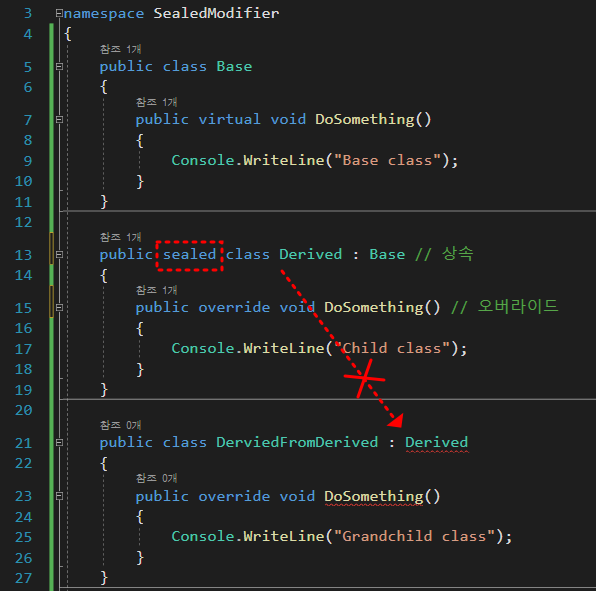 3 namespace SealedModifier
4 {
참조 1개
5 public class Base
6 {
참조 1개
7 public virtual void DoSomething()
8 {
9 Console.WriteLine("Base class");
10 }
11 }
12
참조 1개
13 public sealed class Derived : Base // 상속
14 {
참조 1개
15 public override void DoSomething() // 오버라이드
16 {
17 Console.WriteLine("Child class");
18 }
19 }
20
참조 0개
21 public class DerviedFromDerived : Derived
22 {
참조 0개
23 public override void DoSomething()
24 {
25 Console.WriteLine("Grandchild class");
26 }
27 }